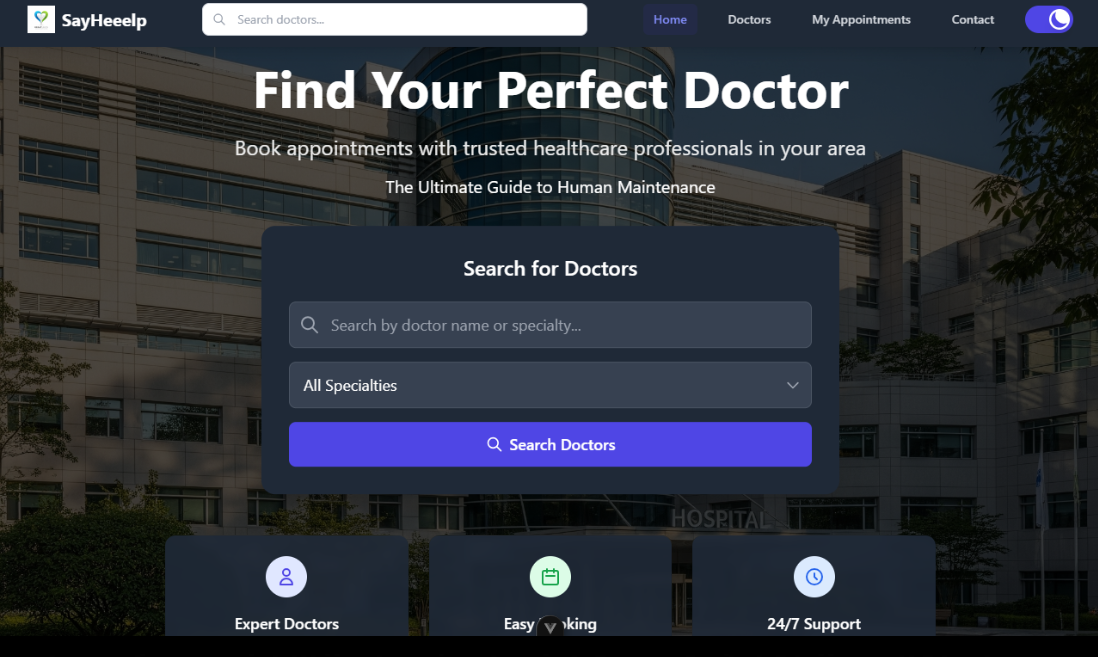 SayHeeelp
Search doctors...
Home
Doctors
My Appointments
Contact
Find Your Perfect Doctor
Book appointments with trusted healthcare professionals in your area
The Ultimate Guide to Human Maintenance
Search for Doctors
Search by doctor name or specialty...
All Specialties
Search Doctors
HOSPITAL
Expert Doctors
Easy
24/7 Support